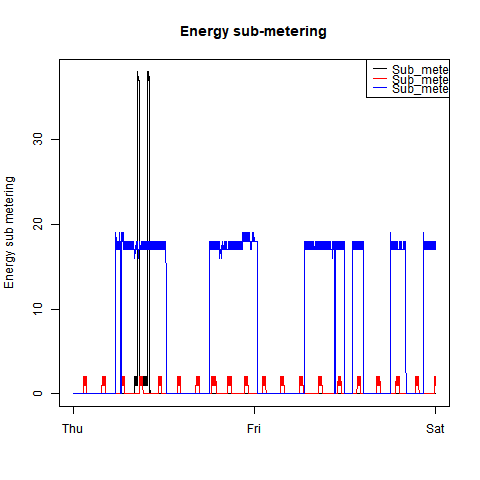 Energy sub-metering
Sub_mete
Sub_mete
Sub_mete
Energy sub metering
30
20
10
0
Thu
Fri
Sat